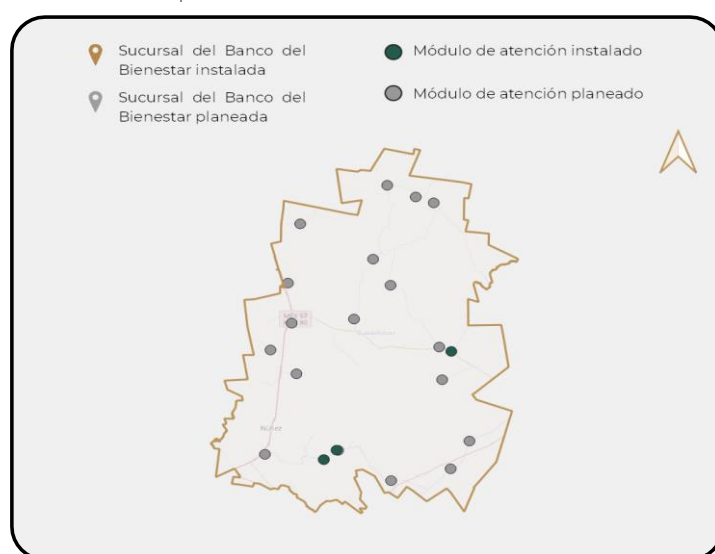 Sucursal del Banco del
Bienestar instalada
Sucursal del Banco del
Bienestar planeada
Módulo de atención instalado
Módulo de atención planeado
Núñez